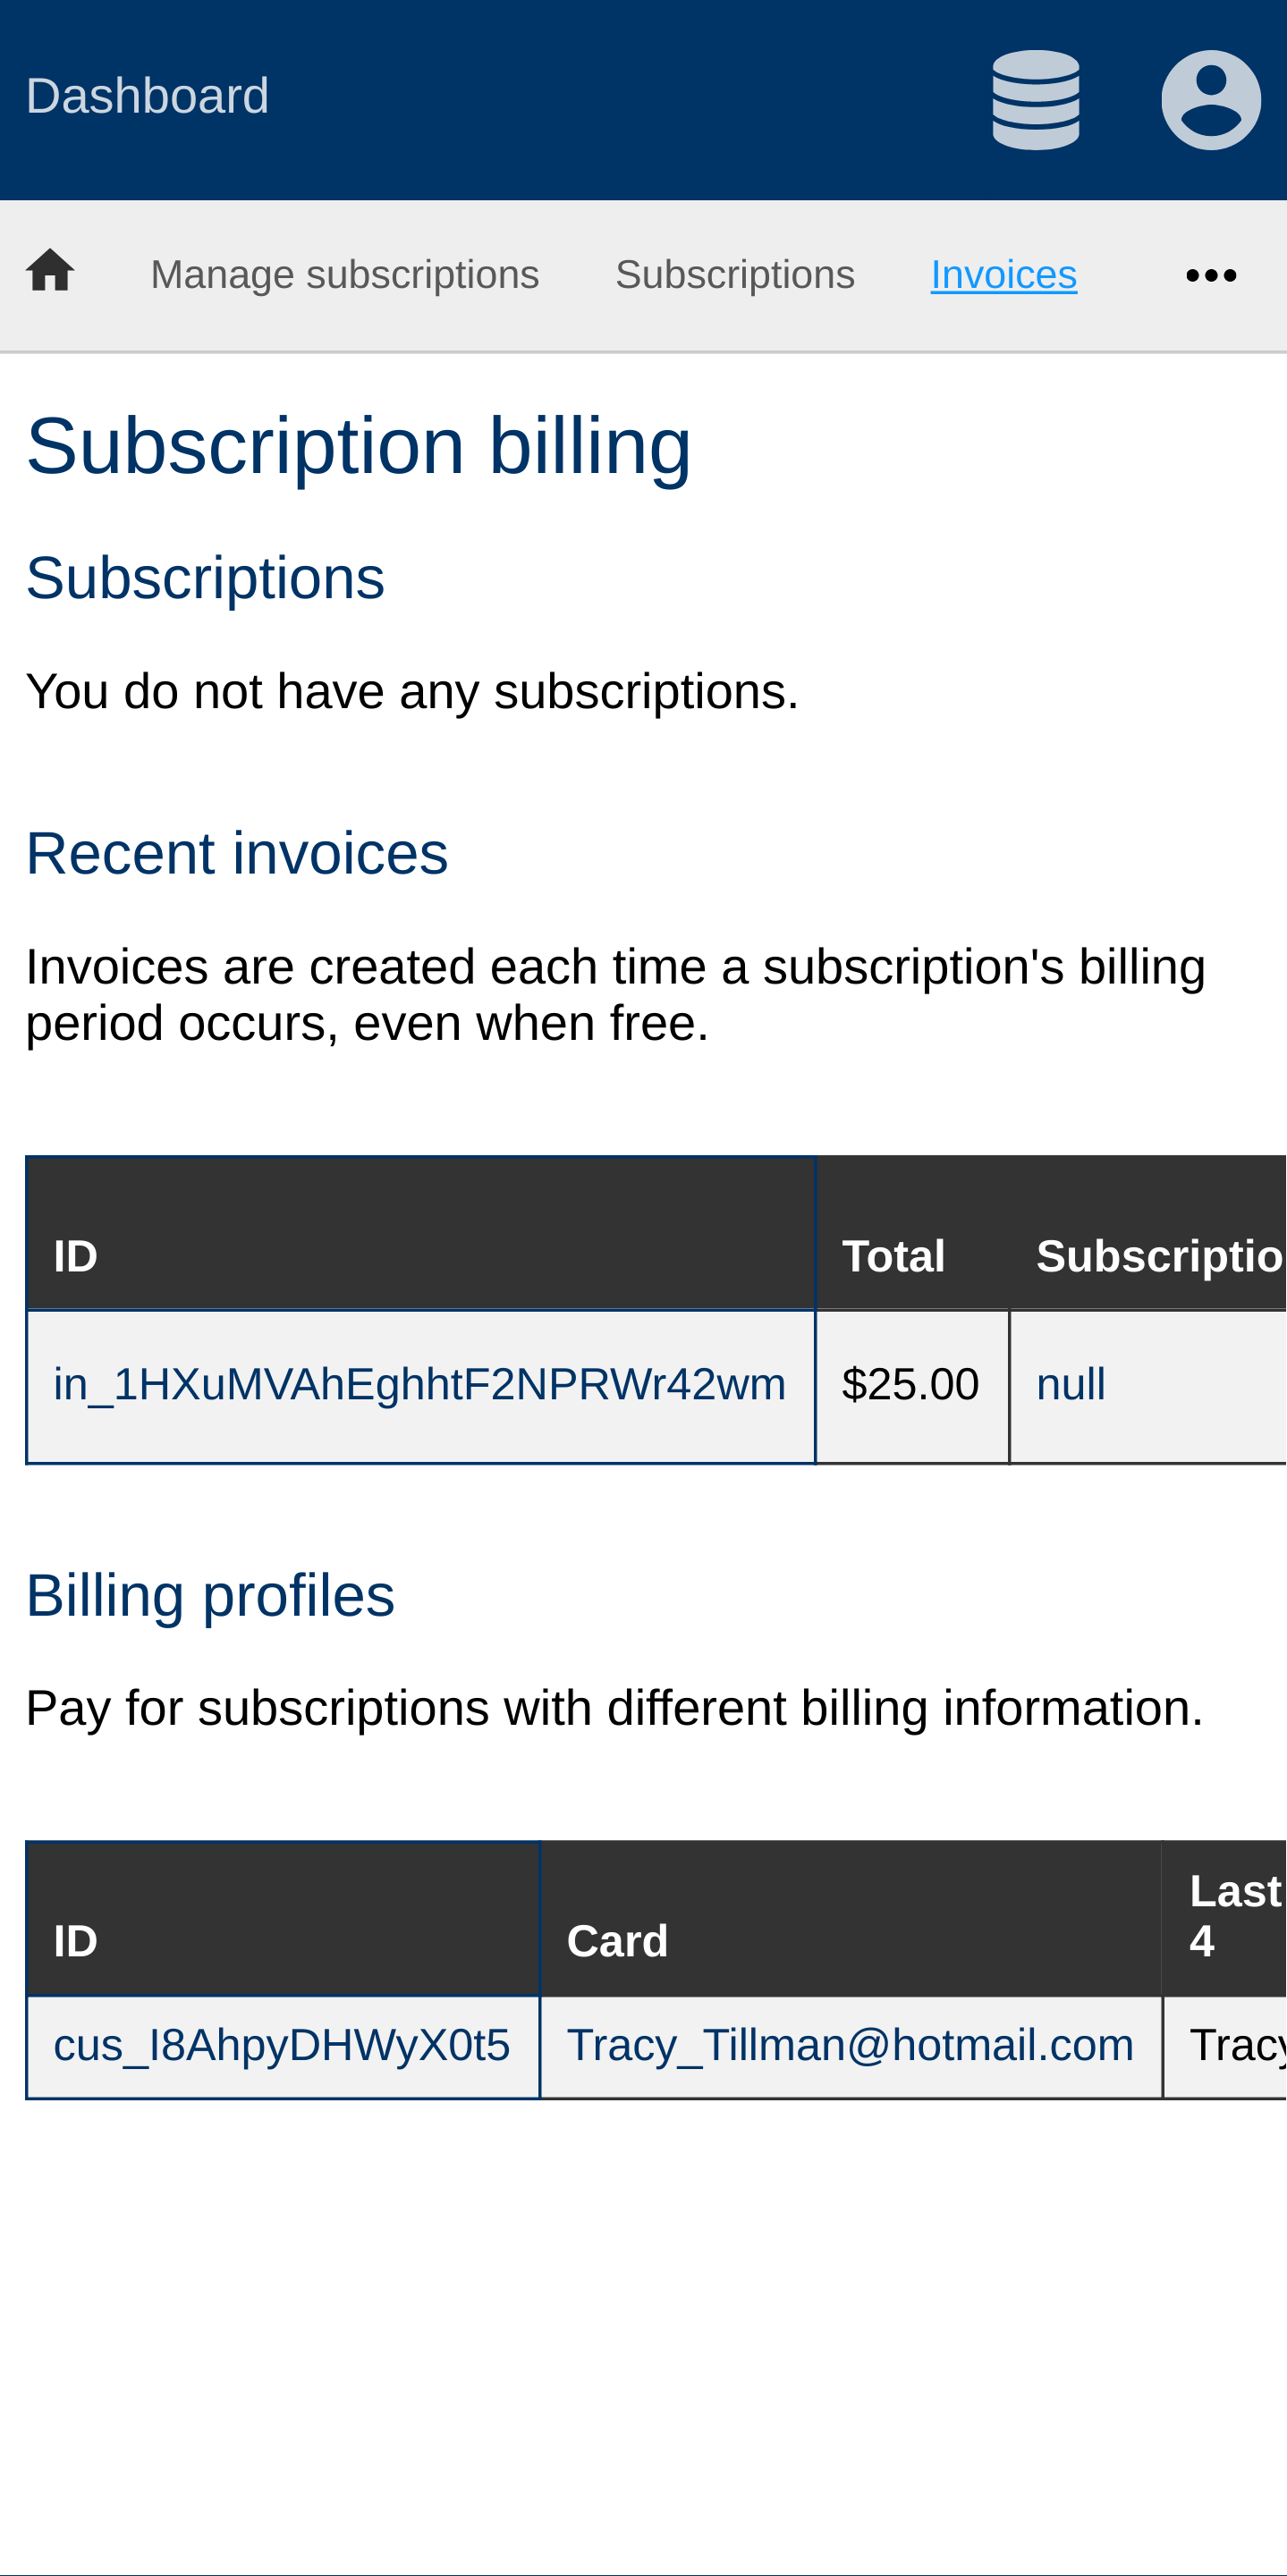 Dashboard
Manage subscriptions Subscriptions Invoices •••
Subscription billing
Subscriptions
You do not have any subscriptions.
Recent invoices
Invoices are created each time a subscription's billing
period occurs, even when free.
ID Total Subscriptio
in_1HXuMVAhEghhtF2NPRWr42wm $25.00 null
Billing profiles
Pay for subscriptions with different billing information.
ID Card Last 4
cus_I8AhpyDHWyX0t5 Tracy_Tillman@hotmail.com Tracy